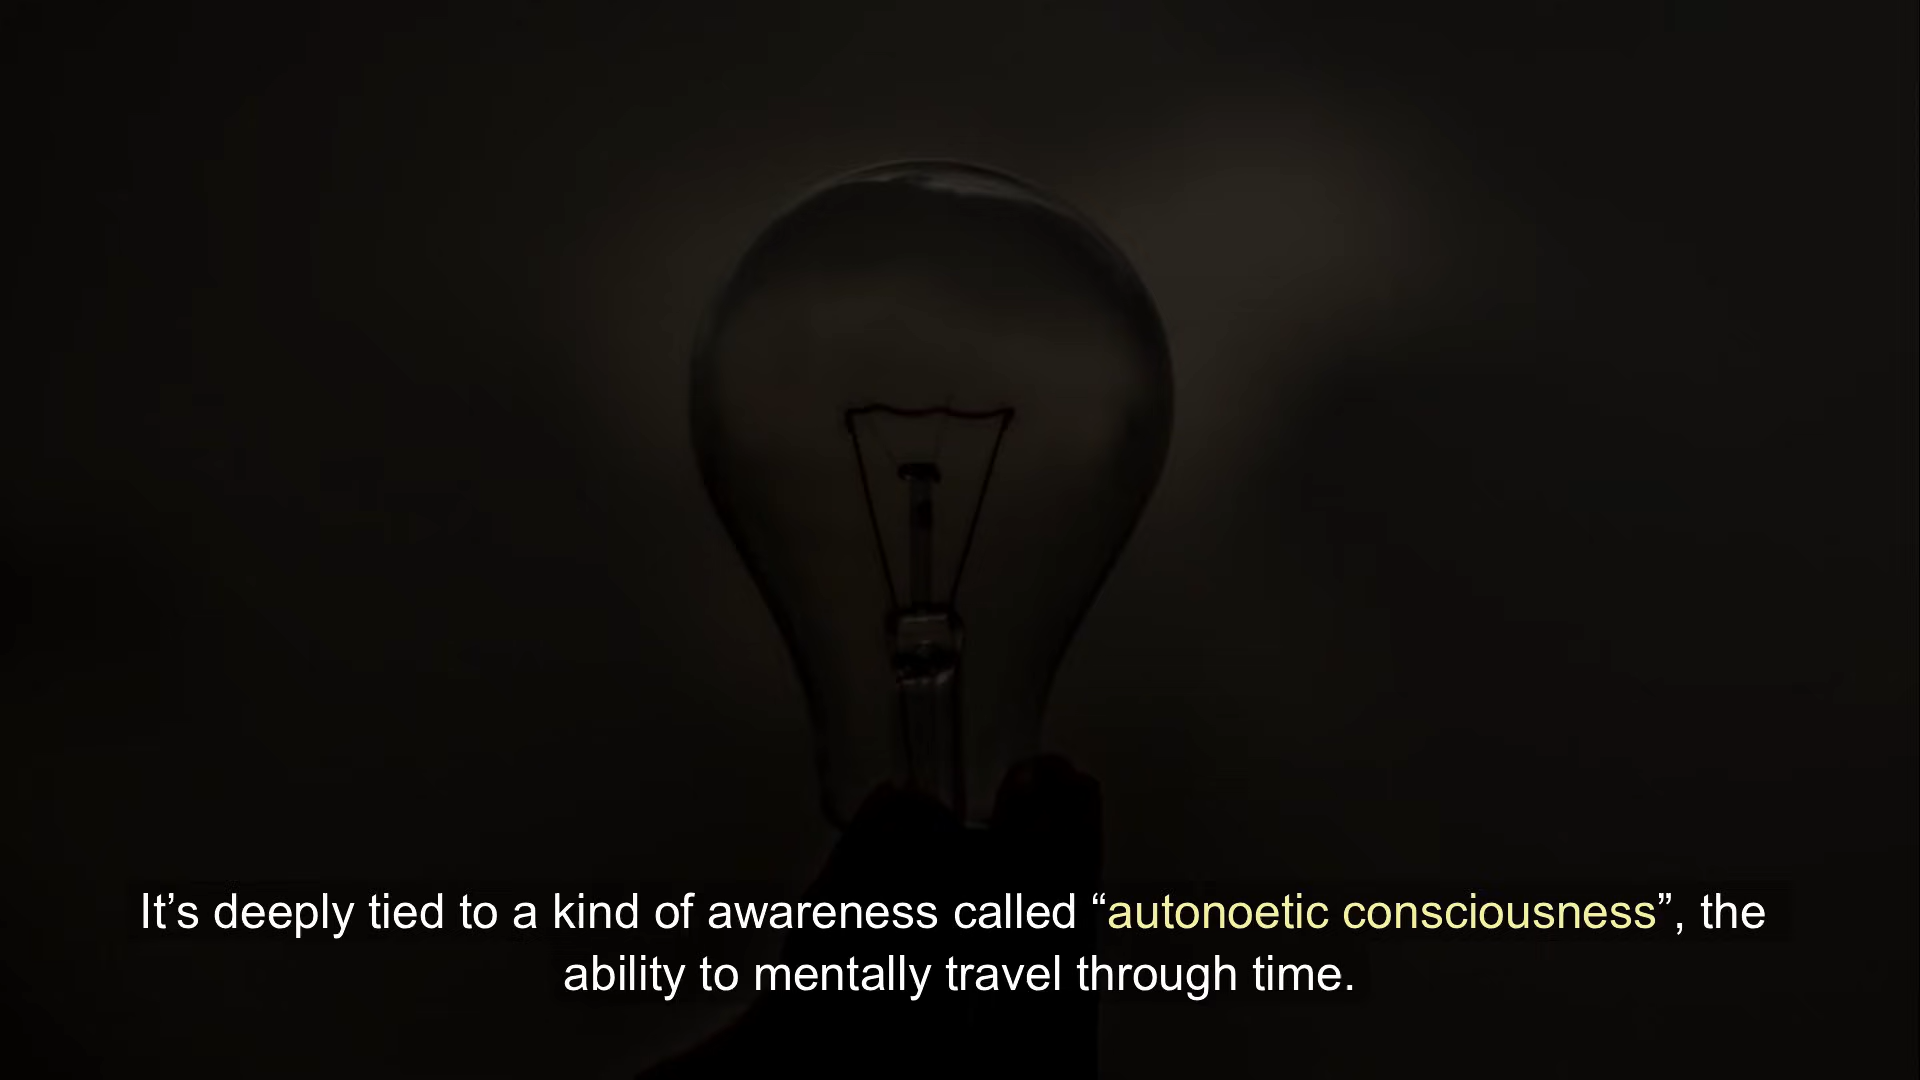 It’s deeply tied to a kind of awareness called “autonoetic consciousness”, the
ability to mentally travel through time.